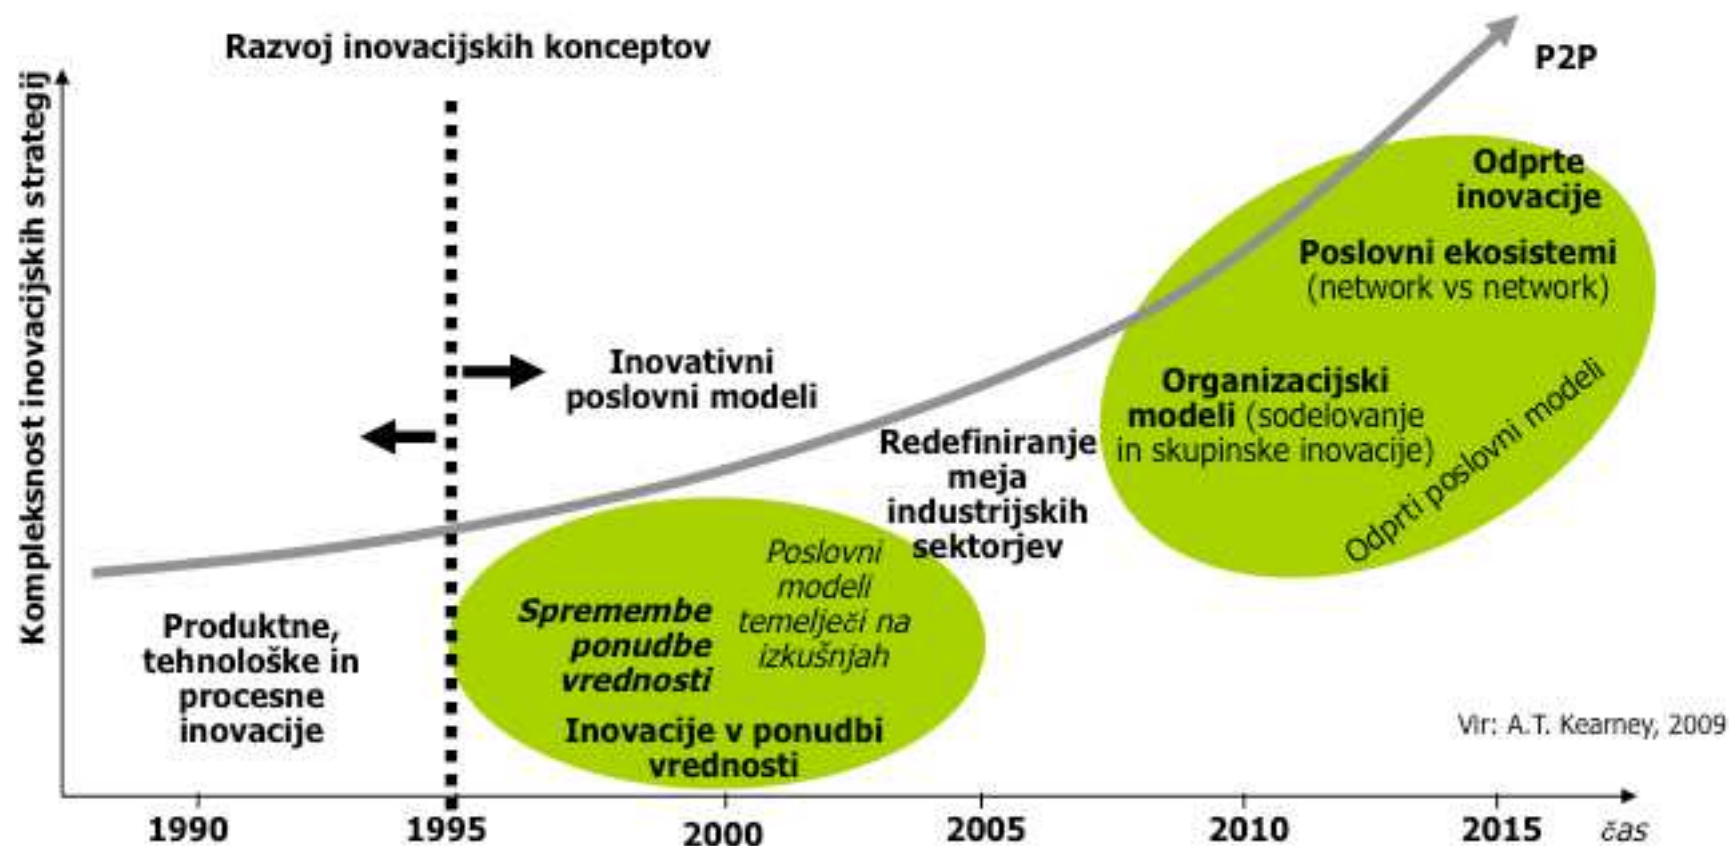 Razvoj inovacijskih konceptov
P2P
Kompleksnost inovacijskih strategij
Odprte
inovacije
Poslovni ekosistemi
(network vs network)
Inovativni
poslovni modeli
Organizacijski
modeli (sodelovanje
in skupinske inovacije)
Odprti poslovni modeli
Redefiniranje
meja
industrijskih
sektorjev
Poslovni
modeli
temelječi na
izkušnjah
Spremembe
ponudbe
vrednosti
Inovacije v ponudbi
vrednosti
Produktne,
tehnološke in
procesne
inovacije
Vir: A.T. Kearney, 2009
1990
1995
2000
2005
2010
2015
čas